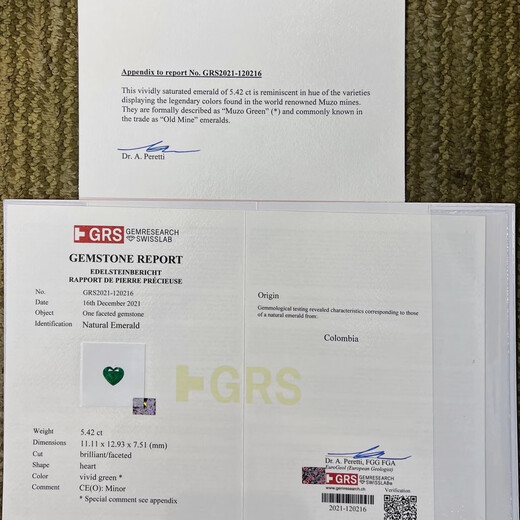 Appendix to report No. GRS2021-120216
This vividly saturated emerald of 5.42 ct is reminiscent in hue of the varieties
displaying the legendary colors found in the world renowned Muzo mines.
They are formally described as “Muzo Green” (*) and commonly known in
the trade as “Old Mine” emeralds.
Dr. A. Peretti
GRS GEMRESEARCH
SWISSLAB
GEMSTONE REPORT
EDELSTEINBERICHT
RAPPORT DE PIERRE PRÉCIEUSE
No. GRS2021-120216
Date 16th December 2021
Object One faceted gemstone
Identification Natural Emerald
Weight 5.42 ct
Dimensions 11.11 x 12.93 x 7.51 (mm)
Cut brilliant/faceted
Shape heart
Color vivid green *
Comment CE(O): Minor
* Special comment see appendix
GRS
Origin
Gemmological testing revealed characteristics corresponding to those
of a natural emerald from:
Colombia
Dr. A. Peretti, FGG FGA
EuroGeol (European Geologist)
GRS GEMRESEARCH
SWISSLAB
www.gemresearch.ch
Verification
2021-120216